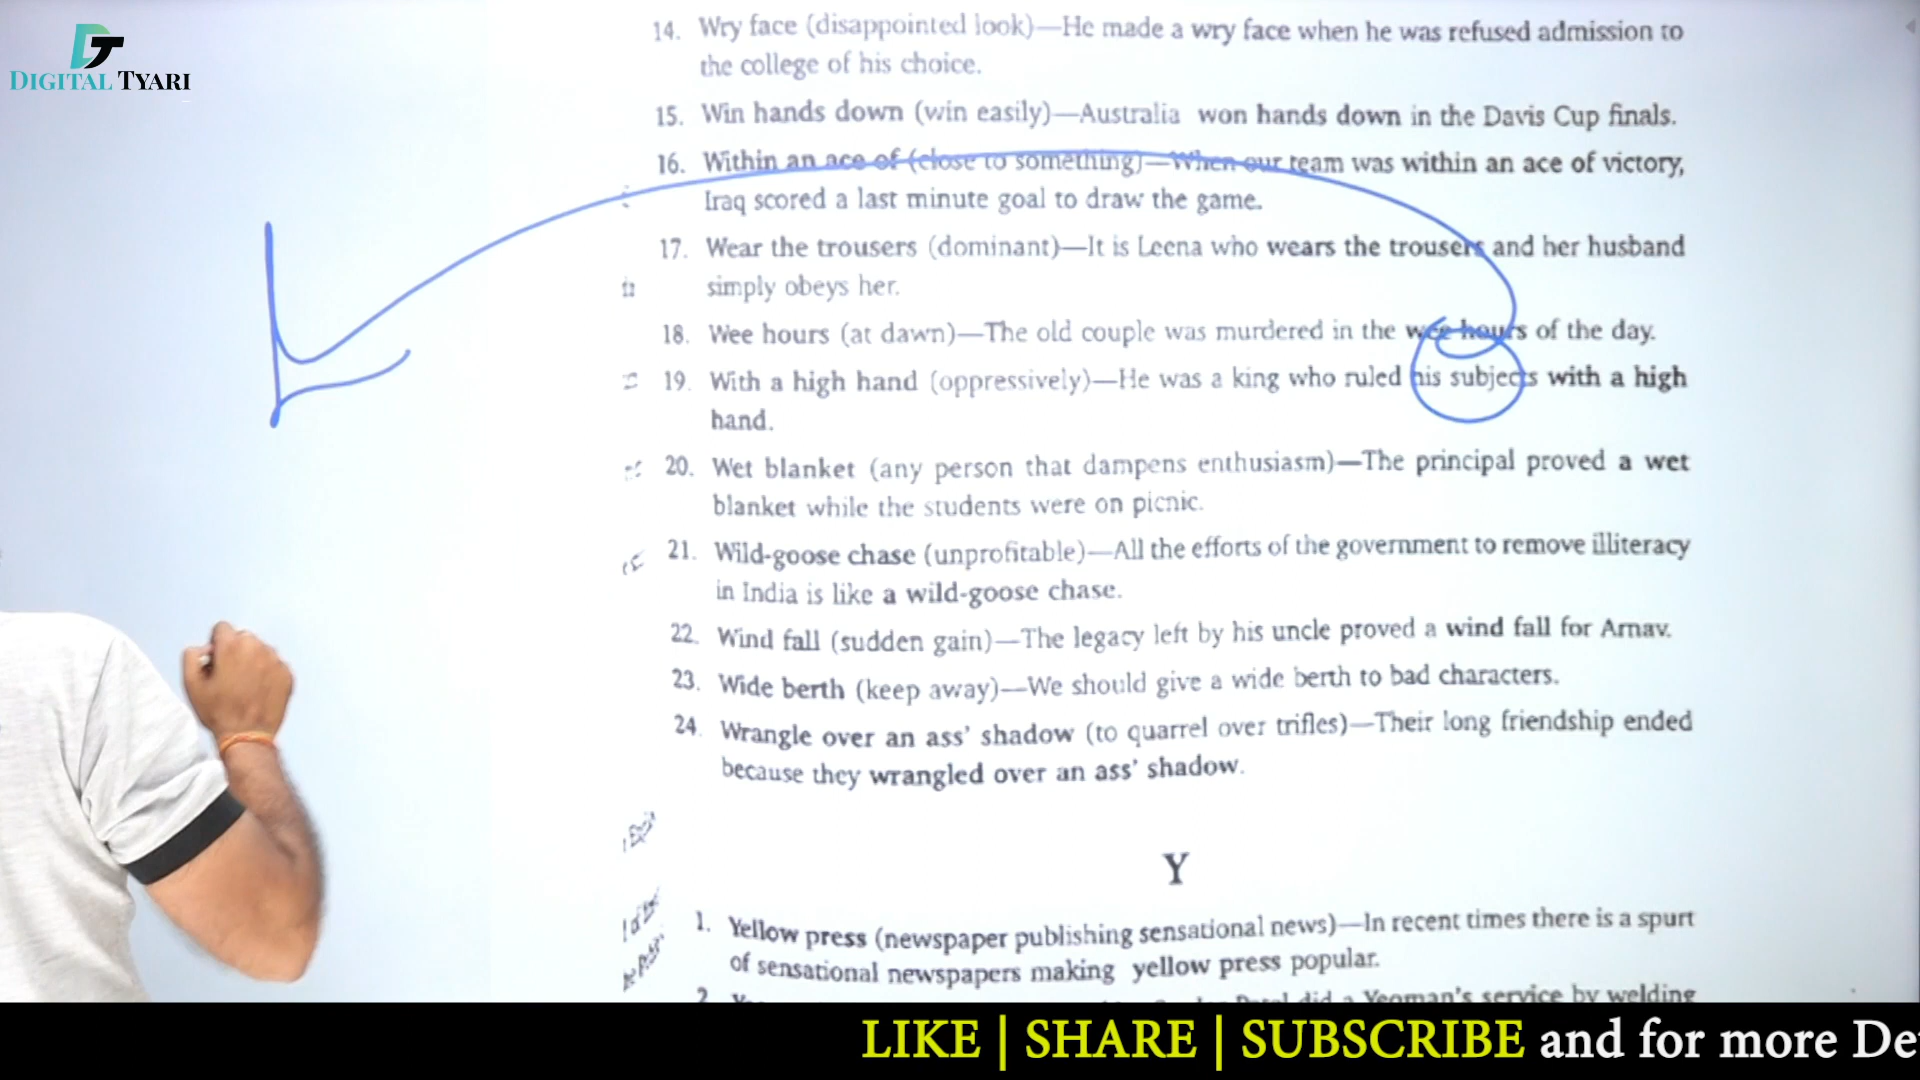 DIGITAL TYARI
14. Wry face (disappointed look)—He made a wry face when he was refused admission to
the college of his choice.
15. Win hands down (win easily)—Australia won hands down in the Davis Cup finals.
16. Within an ace of (close to something)—When our team was within an ace of victory,
Iraq scored a last minute goal to draw the game.
17. Wear the trousers (dominant)—It is Leena who wears the trousers and her husband
simply obeys her.
18. Wee hours (at dawn)—The old couple was murdered in the wee hours of the day.
19. With a high hand (oppressively)—He was a king who ruled his subjects with a high
hand.
20. Wet blanket (any person that dampens enthusiasm)—The principal proved a wet
blanket while the students were on picnic.
21. Wild-goose chase (unprofitable)—All the efforts of the government to remove illiteracy
in India is like a wild-goose chase.
22. Wind fall (sudden gain)—The legacy left by his uncle proved a wind fall for Arnav.
23. Wide berth (keep away)—We should give a wide berth to bad characters.
24. Wrangle over an ass' shadow (to quarrel over trifles)—Their long friendship ended
because they wrangled over an ass' shadow.
Y
1. Yellow press (newspaper publishing sensational news)—In recent times there is a spurt
of sensational newspapers making yellow press popular.
2. did a Yeoman's service by welding
LIKE | SHARE | SUBSCRIBE and for more De